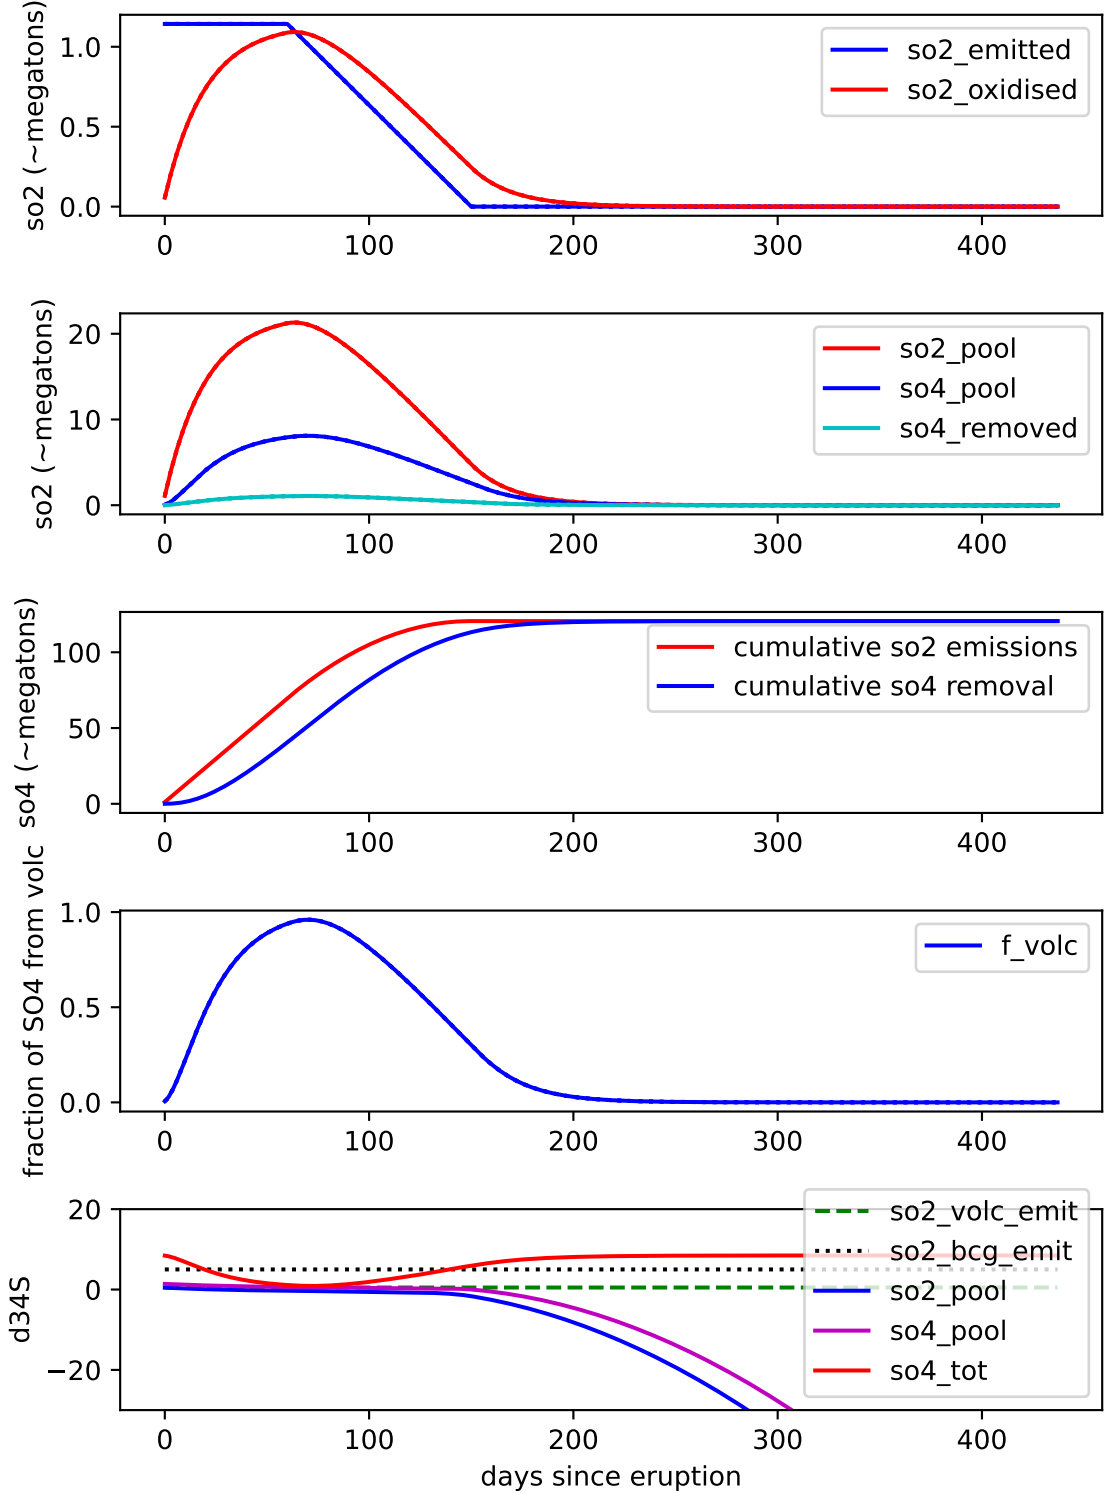 so2 (~megatons)
1.0
0.5
0.0
so2_emitted
so2_oxidised
0 100 200 300 400
so2 (~megatons)
20
10
0
so2_pool
so4_pool
so4_removed
0 100 200 300 400
so4 (~megatons)
100
50
0
cumulative so2 emissions
cumulative so4 removal
0 100 200 300 400
fraction of SO4 from volc
1.0
0.5
0.0
f_volc
0 100 200 300 400
d34S
20
0
−20
so2_volc_emit
so2_bcg_emit
so2_pool
so4_pool
so4_tot
0 100 200 300 400
days since eruption